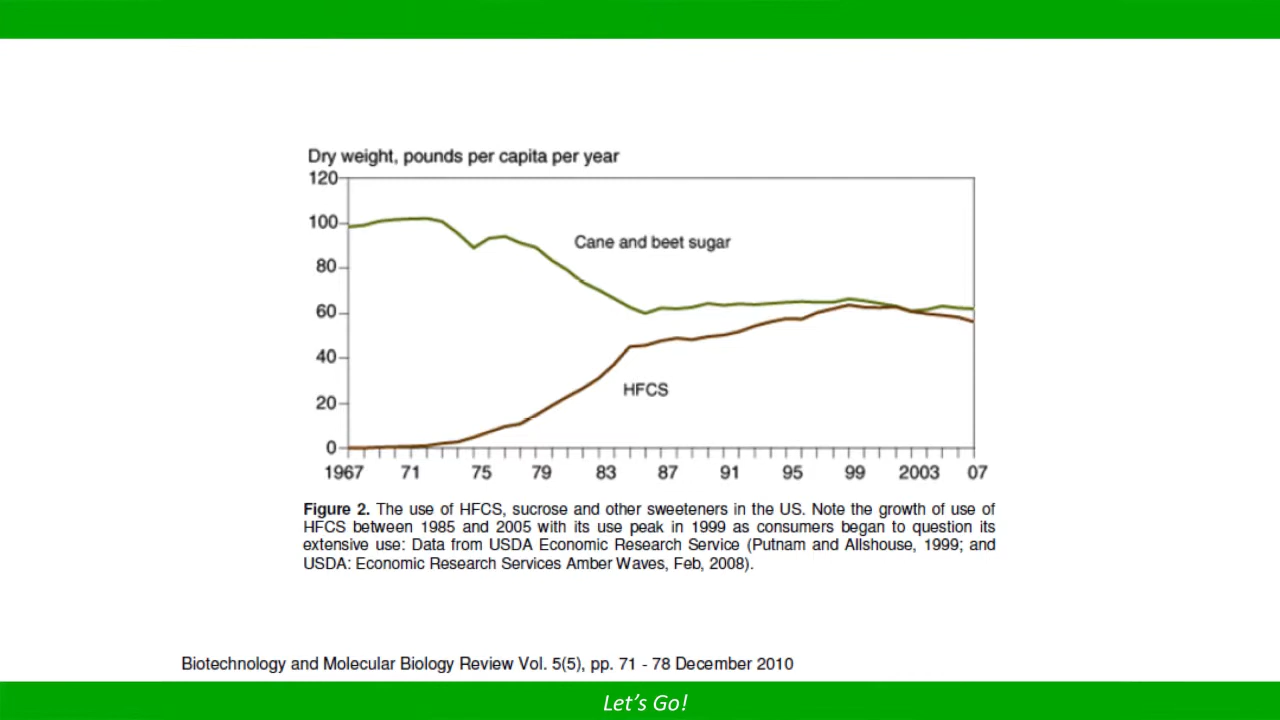 Dry weight, pounds per capita per year
120
100
80
60
40
20
0
Cane and beet sugar
HFCS
1967 71 75 79 83 87 91 95 99 2003 07
Figure 2. The use of HFCS, sucrose and other sweeteners in the US. Note the growth of use of
HFCS between 1985 and 2005 with its use peak in 1999 as consumers began to question its
extensive use: Data from USDA Economic Research Service (Putnam and Allshouse, 1999; and
USDA: Economic Research Services Amber Waves, Feb, 2008).
Biotechnology and Molecular Biology Review Vol. 5(5), pp. 71 - 78 December 2010
Let's Go!